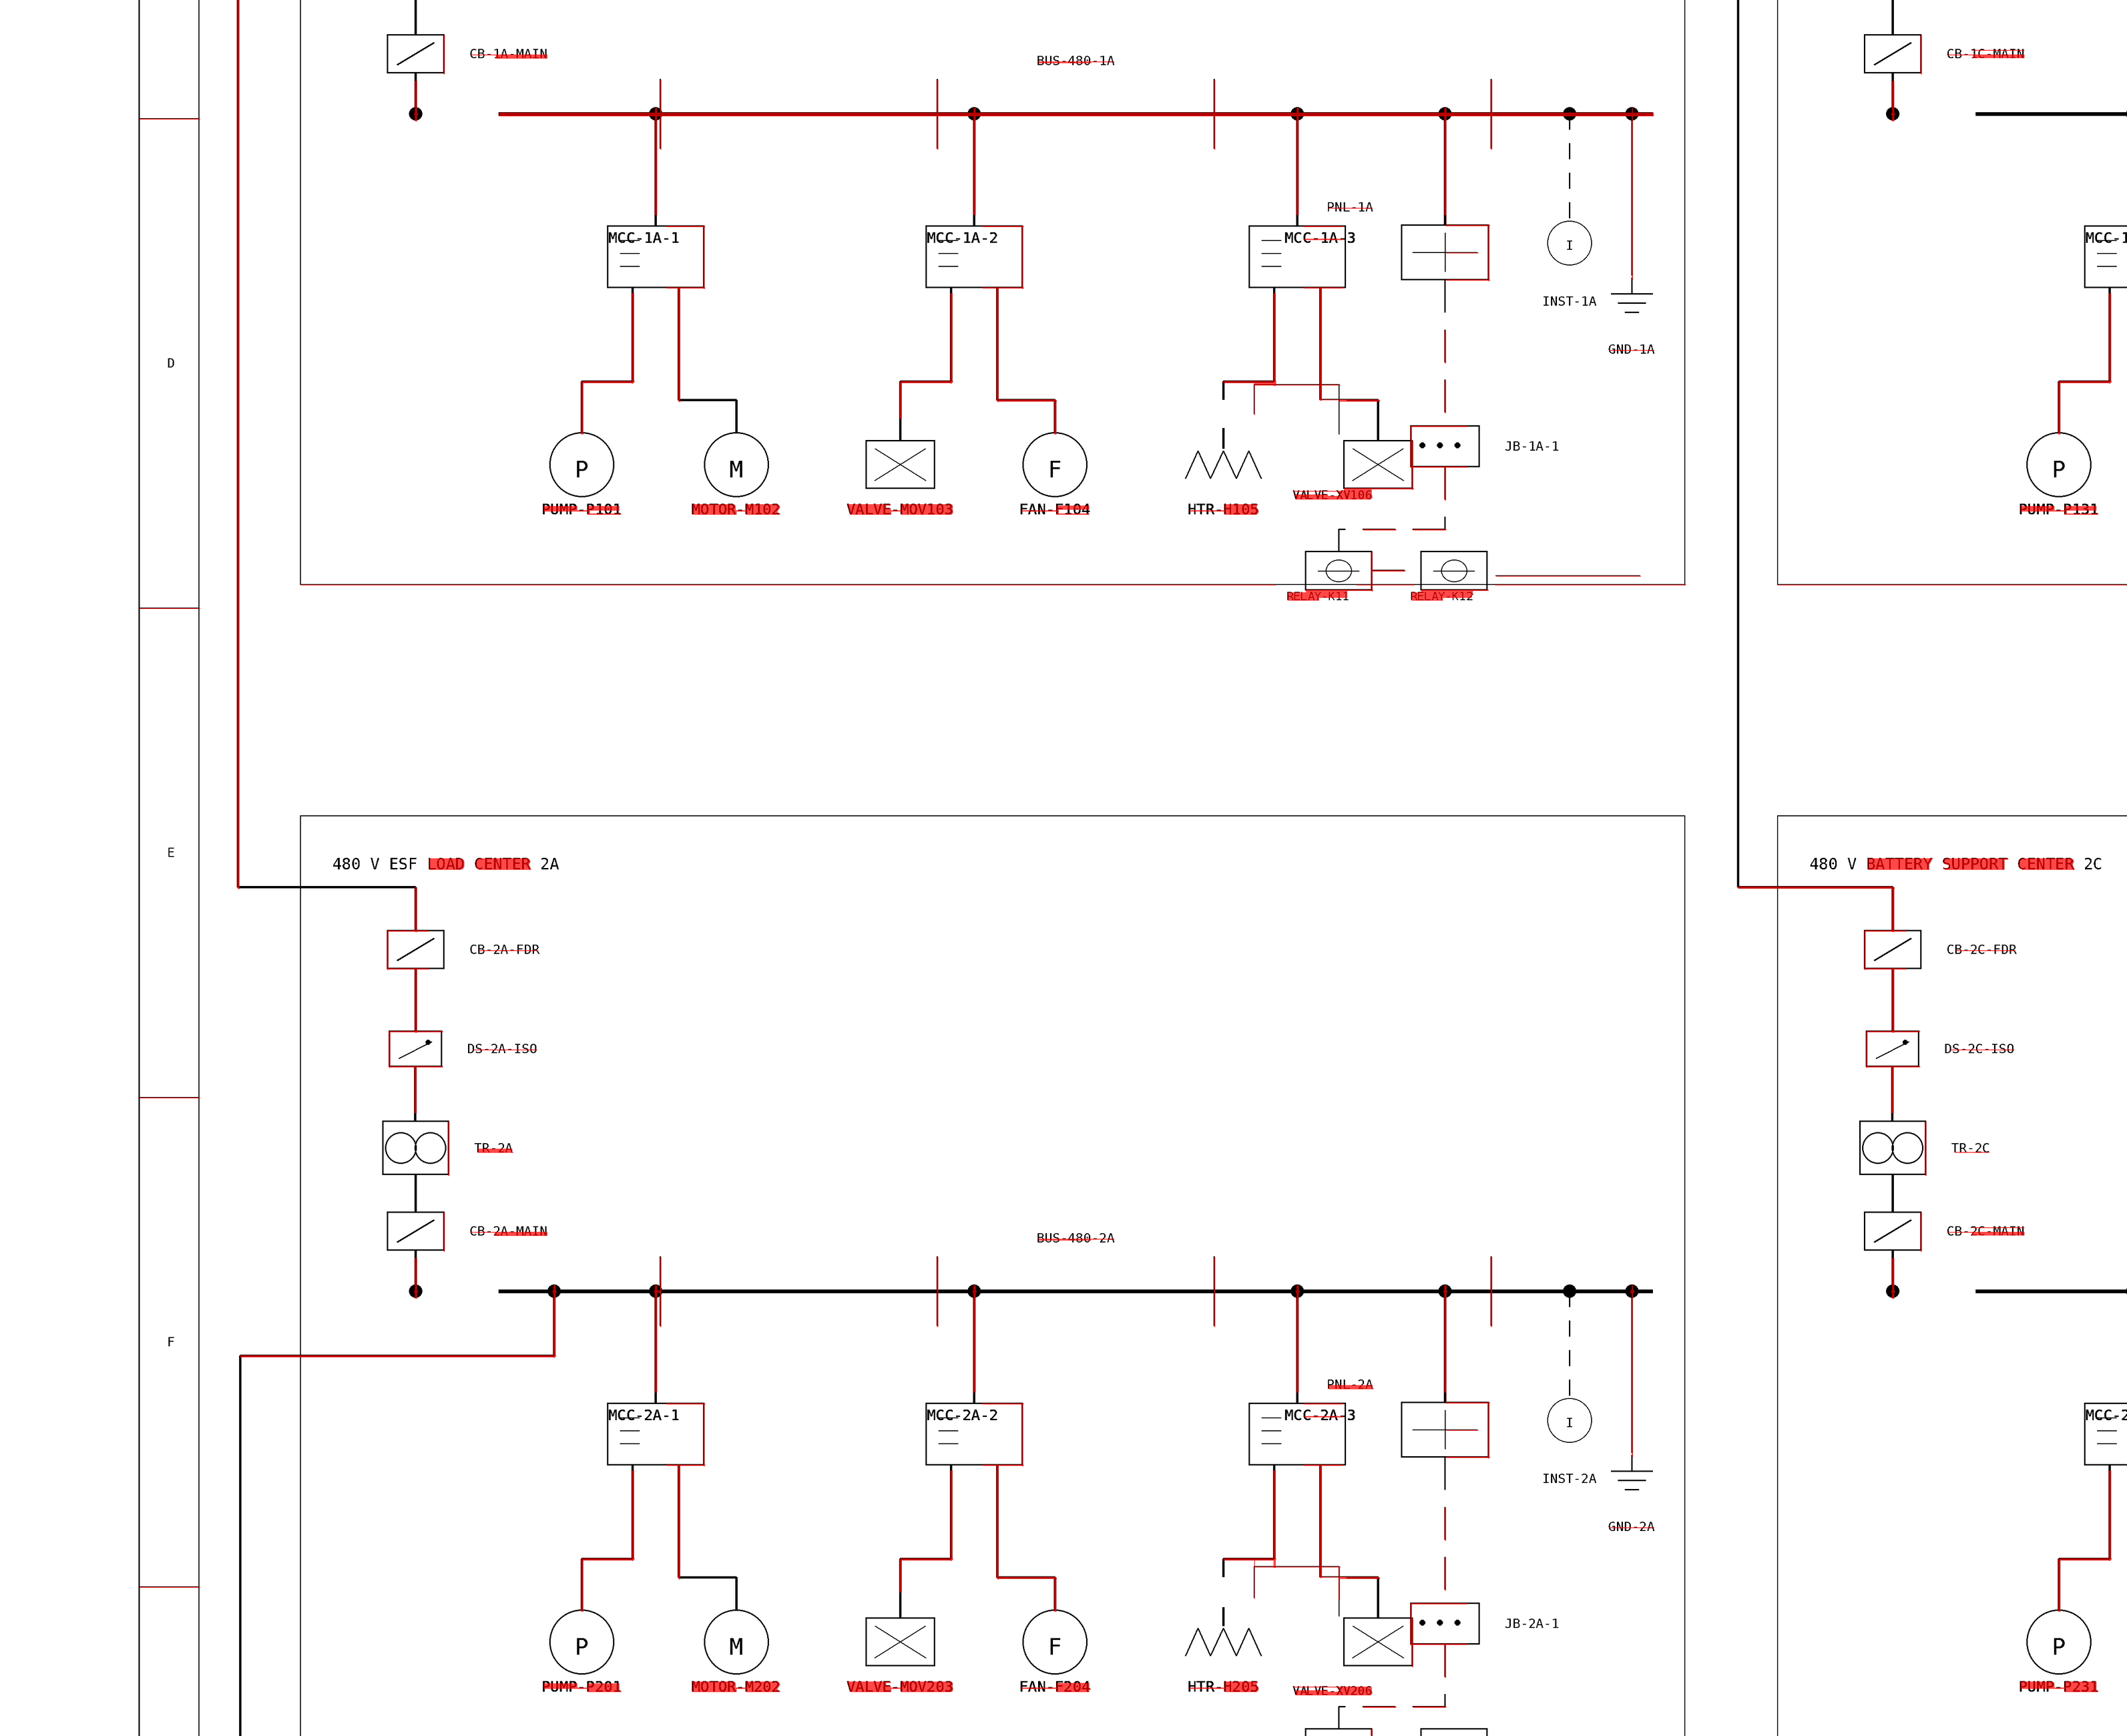 CB-1A-MAIN
BUS-480-1A
CB-1C-MAIN
PNL-1A
MCC-1A-1
MCC-1A-2
MCC-1A-3
I
MCC-1
INST-1A
GND-1A
D
JB-1A-1
P
M
F
P
VALVE-XV106
PUMP-P101
MOTOR-M102
VALVE-MOV103
FAN-F104
HTR-H105
PUMP-P131
RELAY-K11
RELAY-K12
E
480 V ESF LOAD CENTER 2A
480 V BATTERY SUPPORT CENTER 2C
CB-2A-FDR
CB-2C-FDR
DS-2A-ISO
DS-2C-ISO
TR-2A
TR-2C
CB-2A-MAIN
BUS-480-2A
CB-2C-MAIN
F
PNL-2A
MCC-2A-1
MCC-2A-2
MCC-2A-3
I
MCC-2
INST-2A
GND-2A
JB-2A-1
P
M
F
P
PUMP-P201
MOTOR-M202
VALVE-MOV203
FAN-F204
HTR-H205
VALVE-XV206
PUMP-P231